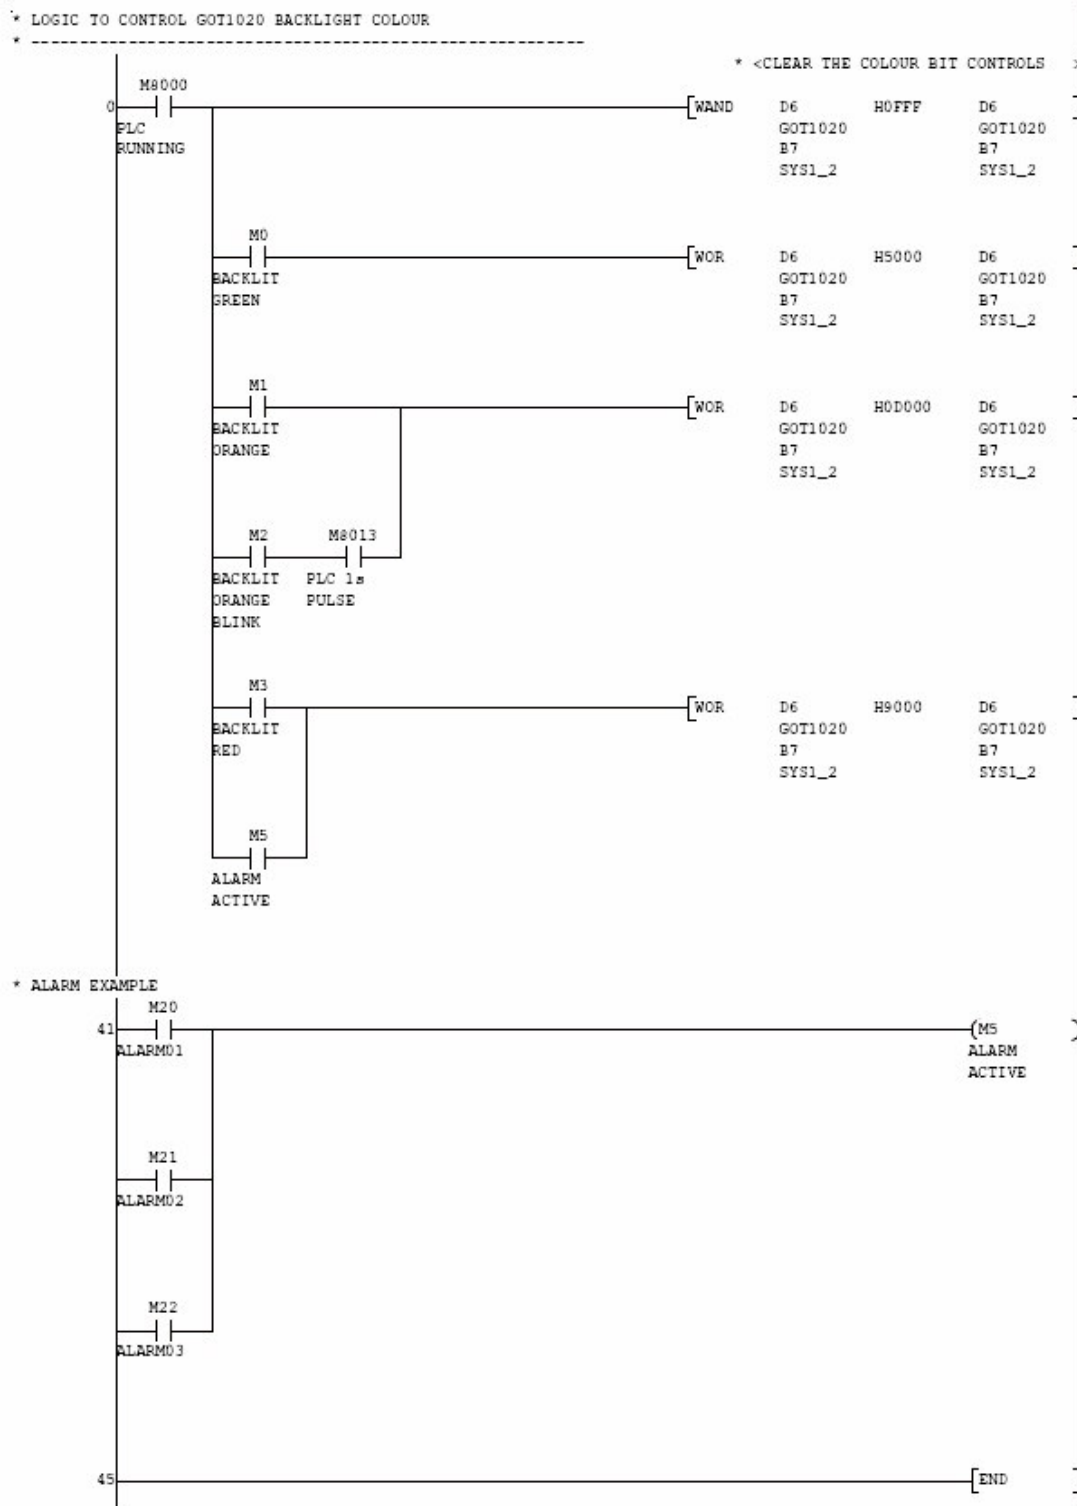 * LOGIC TO CONTROL GOT1020 BACKLIGHT COLOUR
* ---------------------------------------------------------
* <CLEAR THE COLOUR BIT CONTROLS >
M8000
0 [WAND D6 H0FFF D6 ]
PLC GOT1020 GOT1020
RUNNING B7 B7
SYS1_2 SYS1_2
M0
[WOR D6 H5000 D6 ]
BACKLIT GOT1020 GOT1020
GREEN B7 B7
SYS1_2 SYS1_2
M1
[WOR D6 H0D000 D6 ]
BACKLIT GOT1020 GOT1020
ORANGE B7 B7
SYS1_2 SYS1_2
M2 M8013
BACKLIT PLC 1s
ORANGE PULSE
BLINK
M3
[WOR D6 H9000 D6 ]
BACKLIT GOT1020 GOT1020
RED B7 B7
SYS1_2 SYS1_2
M5
ALARM
ACTIVE
* ALARM EXAMPLE
M20
41 (M5 )
ALARM01 ALARM
ACTIVE
M21
ALARM02
M22
ALARM03
45 [END ]